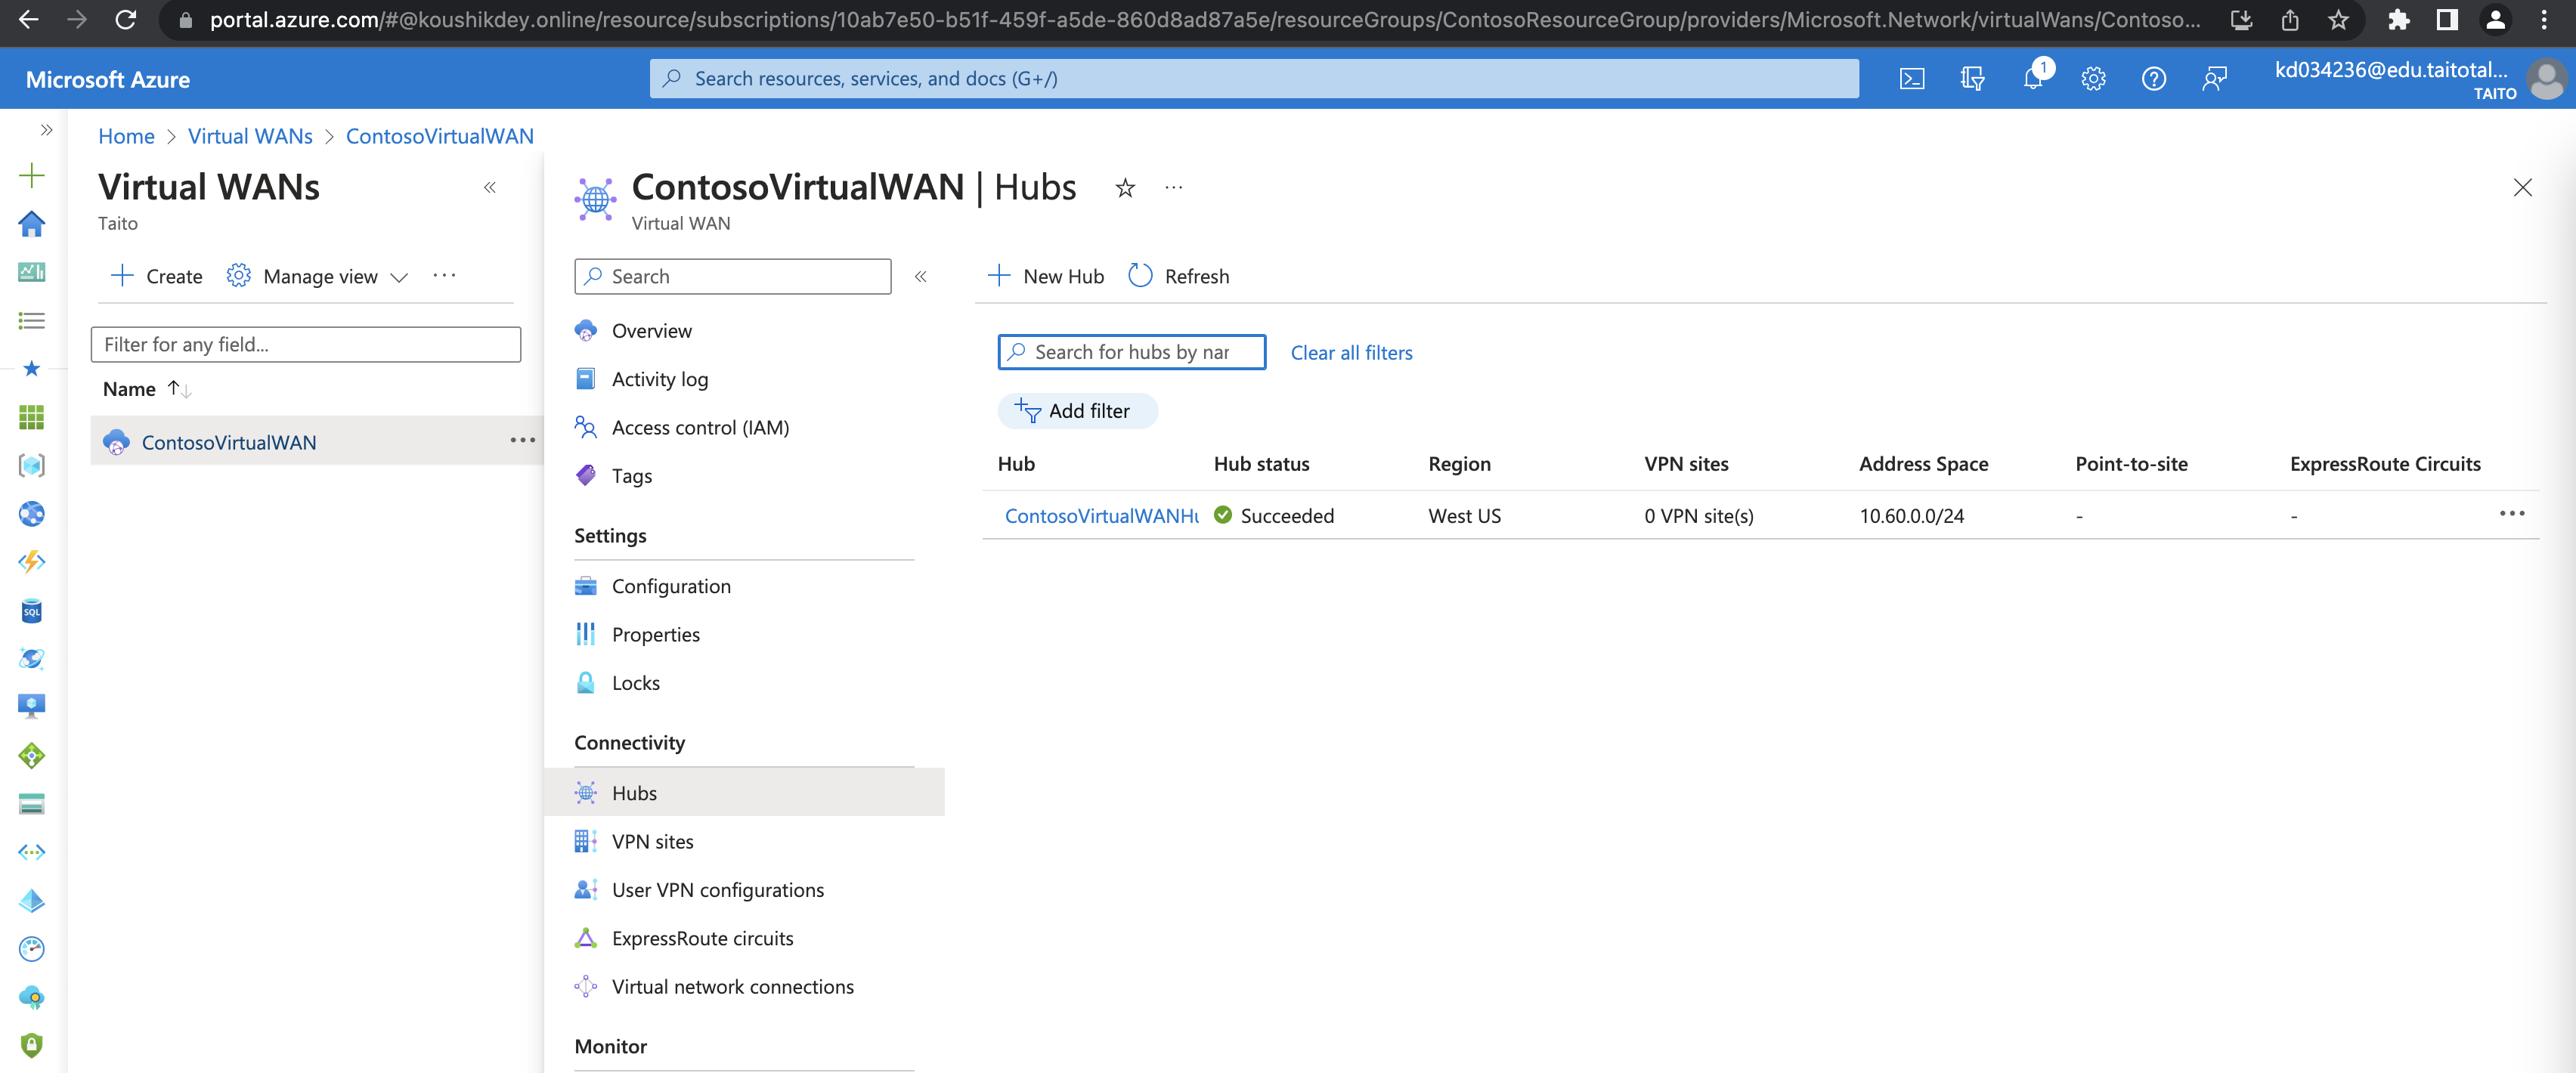 portal.azure.com/#@koushikdey.online/resource/subscriptions/10ab7e50-b51f-459f-a5de-860d8ad87a5e/resourceGroups/ContosoResourceGroup/providers/Microsoft.Network/virtualWans/Contoso...
Microsoft Azure
Search resources, services, and docs (G+/)
1
kd034236@edu.taitotal...
TAITO
Home > Virtual WANs > ContosoVirtualWAN
Virtual WANs
Taito
Create
Manage view
Filter for any field...
Name
ContosoVirtualWAN
ContosoVirtualWAN | Hubs
Virtual WAN
Search
Overview
Activity log
Access control (IAM)
Tags
Settings
Configuration
Properties
Locks
Connectivity
Hubs
VPN sites
User VPN configurations
ExpressRoute circuits
Virtual network connections
Monitor
New Hub
Refresh
Search for hubs by nar
Clear all filters
Add filter
Hub Hub status Region VPN sites Address Space Point-to-site ExpressRoute Circuits
ContosoVirtualWANHu Succeeded West US 0 VPN site(s) 10.60.0.0/24 - -
SQL